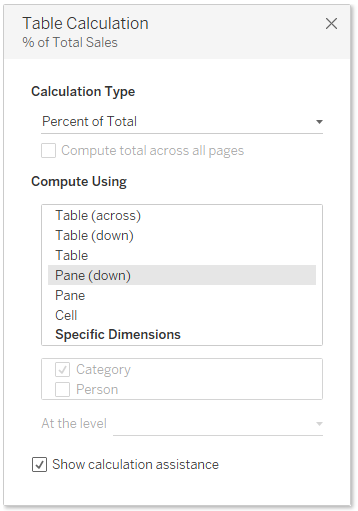 Table Calculation
% of Total Sales
Calculation Type
Percent of Total
Compute total across all pages
Compute Using
Table (across)
Table (down)
Table
Pane (down)
Pane
Cell
Specific Dimensions
Category
Person
At the level
Show calculation assistance